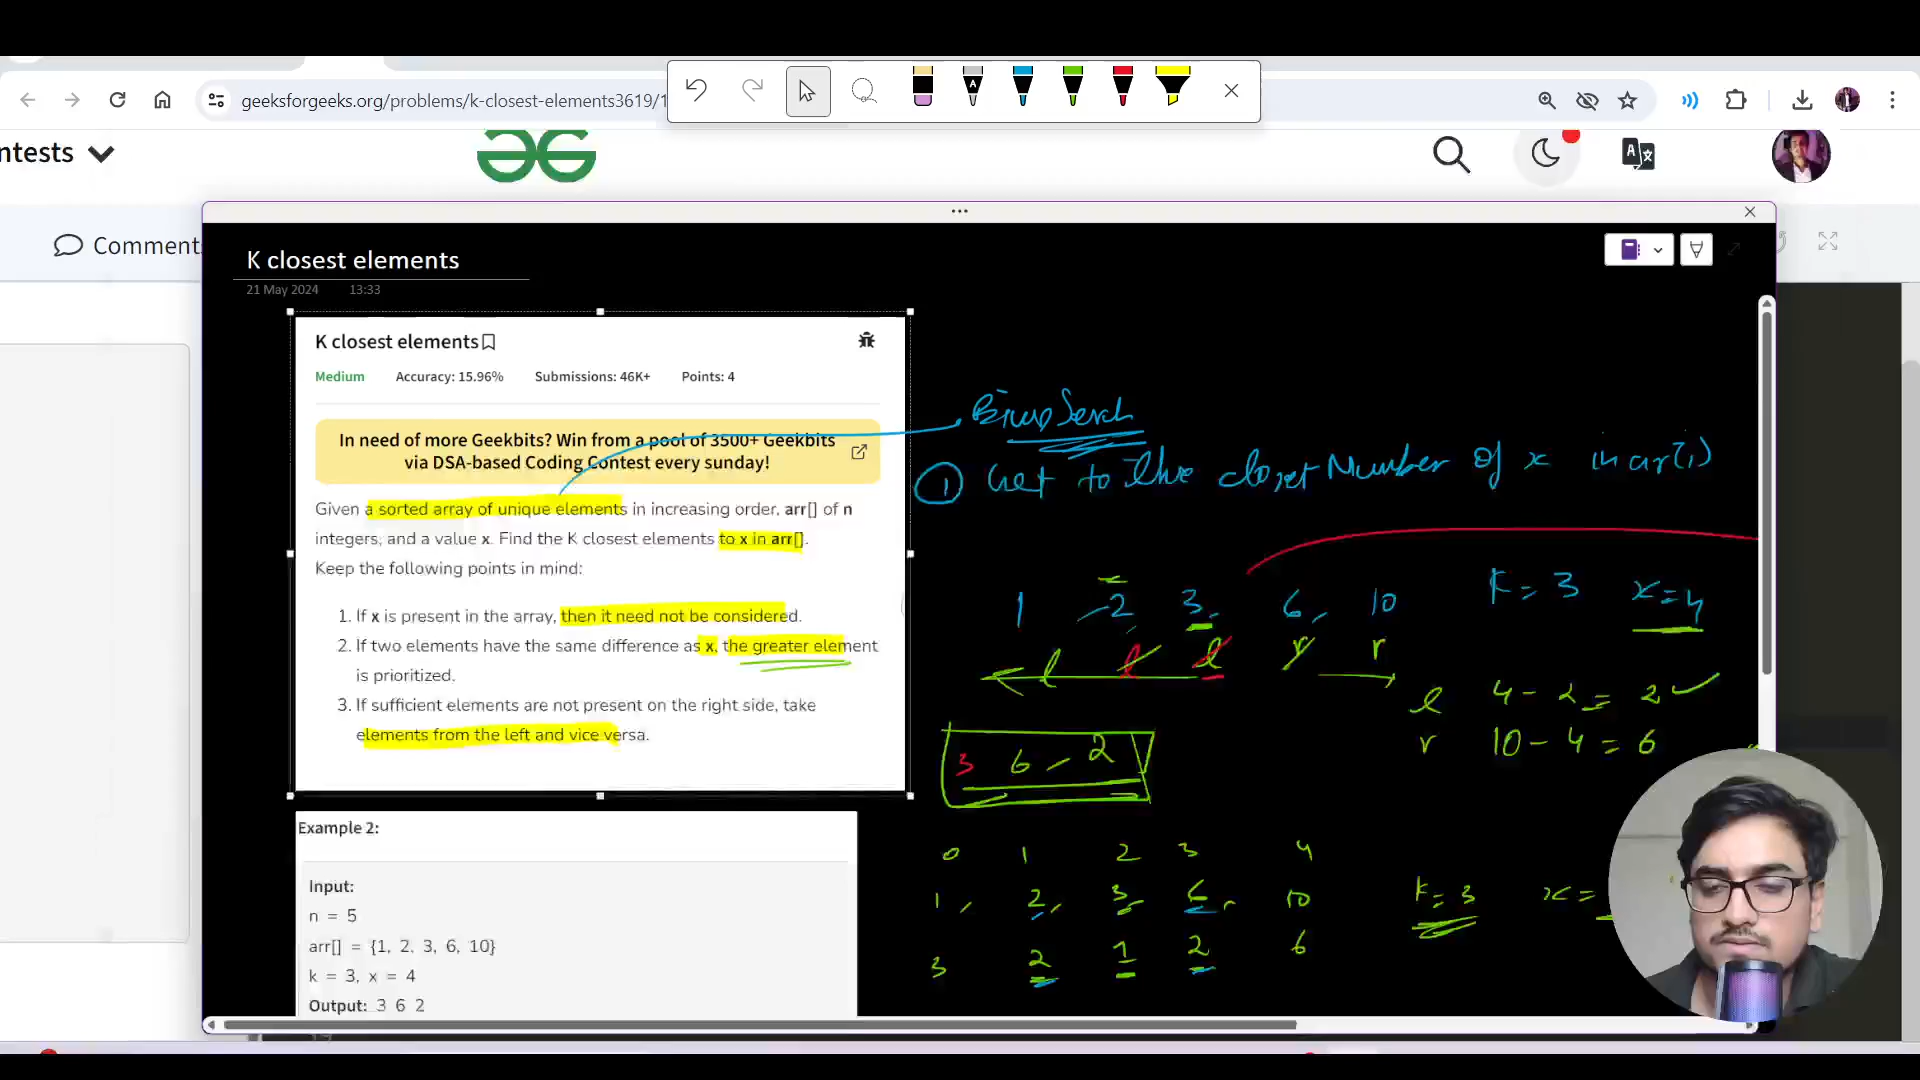 geeksforgeeks.org/problems/k-closest-elements3619/1
ntests
Comment
K closest elements
21 May 2024 13:33
K closest elements
Medium Accuracy: 15.96% Submissions: 46K+ Points: 4
In need of more Geekbits? Win from a pool of 3500+ Geekbits
via DSA-based Coding Contest every sunday!
Given a sorted array of unique elements in increasing order, arr[] of n
integers, and a value x. Find the K closest elements to x in arr[].
Keep the following points in mind:
1. If x is present in the array, then it need not be considered.
2. If two elements have the same difference as x, the greater element
is prioritized.
3. If sufficient elements are not present on the right side, take
elements from the left and vice versa.
Example 2:
Input:
n = 5
arr[] = {1, 2, 3, 6, 10}
k = 3, x = 4
Output: 3 6 2
1 Get to the closet Number of x in ar(i)
1 2 3, 6, 10 K = 3 x = 4
l l l r r
l 4 - 2 = 2
r 10 - 4 = 6
3 6 2
0 1 2 3 4
1, 2, 3, 6, 10 k = 3 x =
3 2 1 2 6